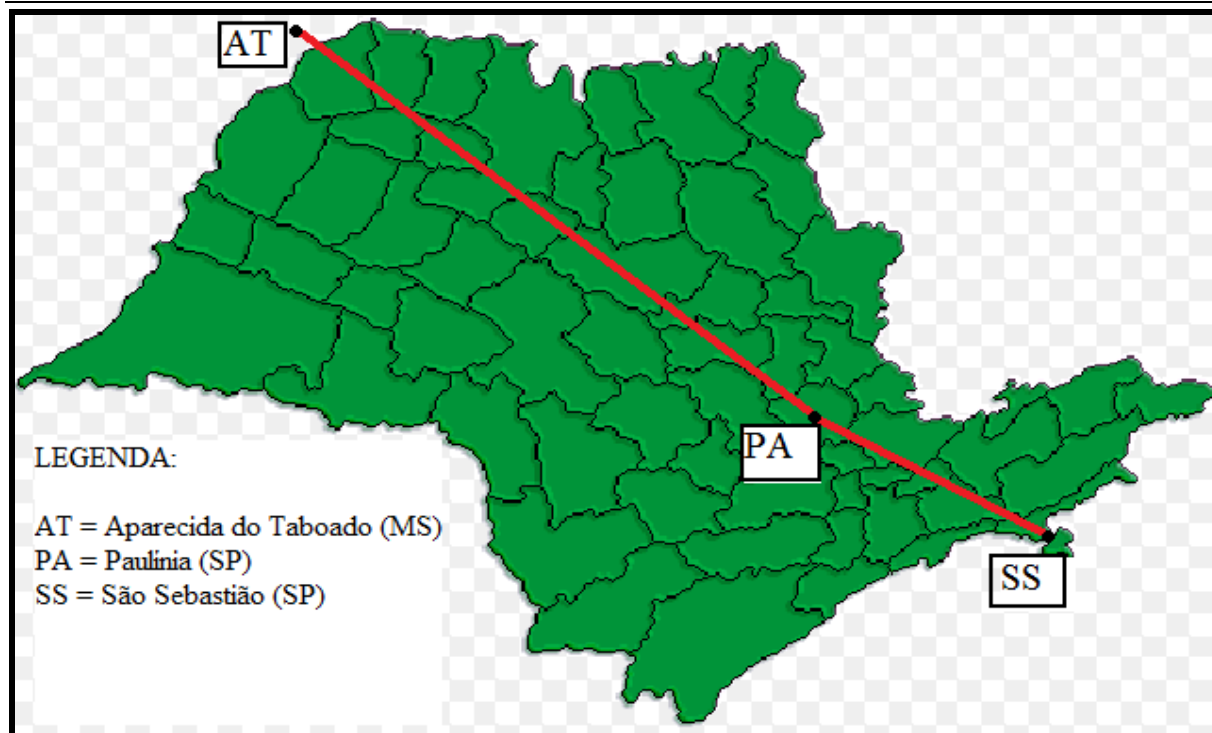 AT
PA
SS
LEGENDA:
AT = Aparecida do Taboado (MS)
PA = Paulínia (SP)
SS = São Sebastião (SP)